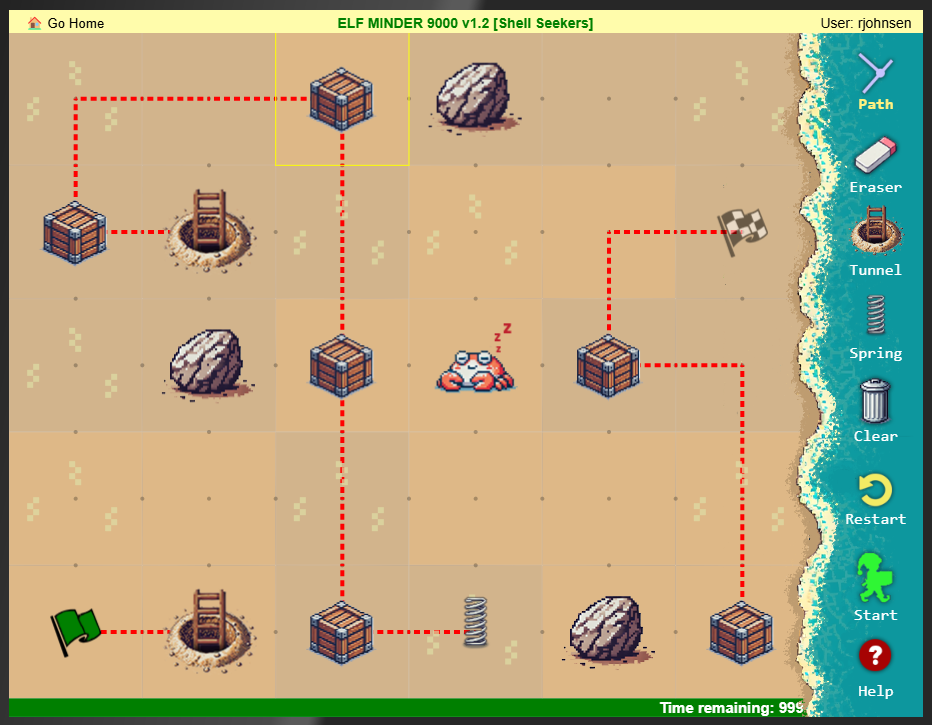 Go Home
ELF MINDER 9000 v1.2 [Shell Seekers]
User: rjohnsen
Path
Eraser
Tunnel
z
z
z
Spring
Clear
Restart
Start
?
Help
Time remaining: 999